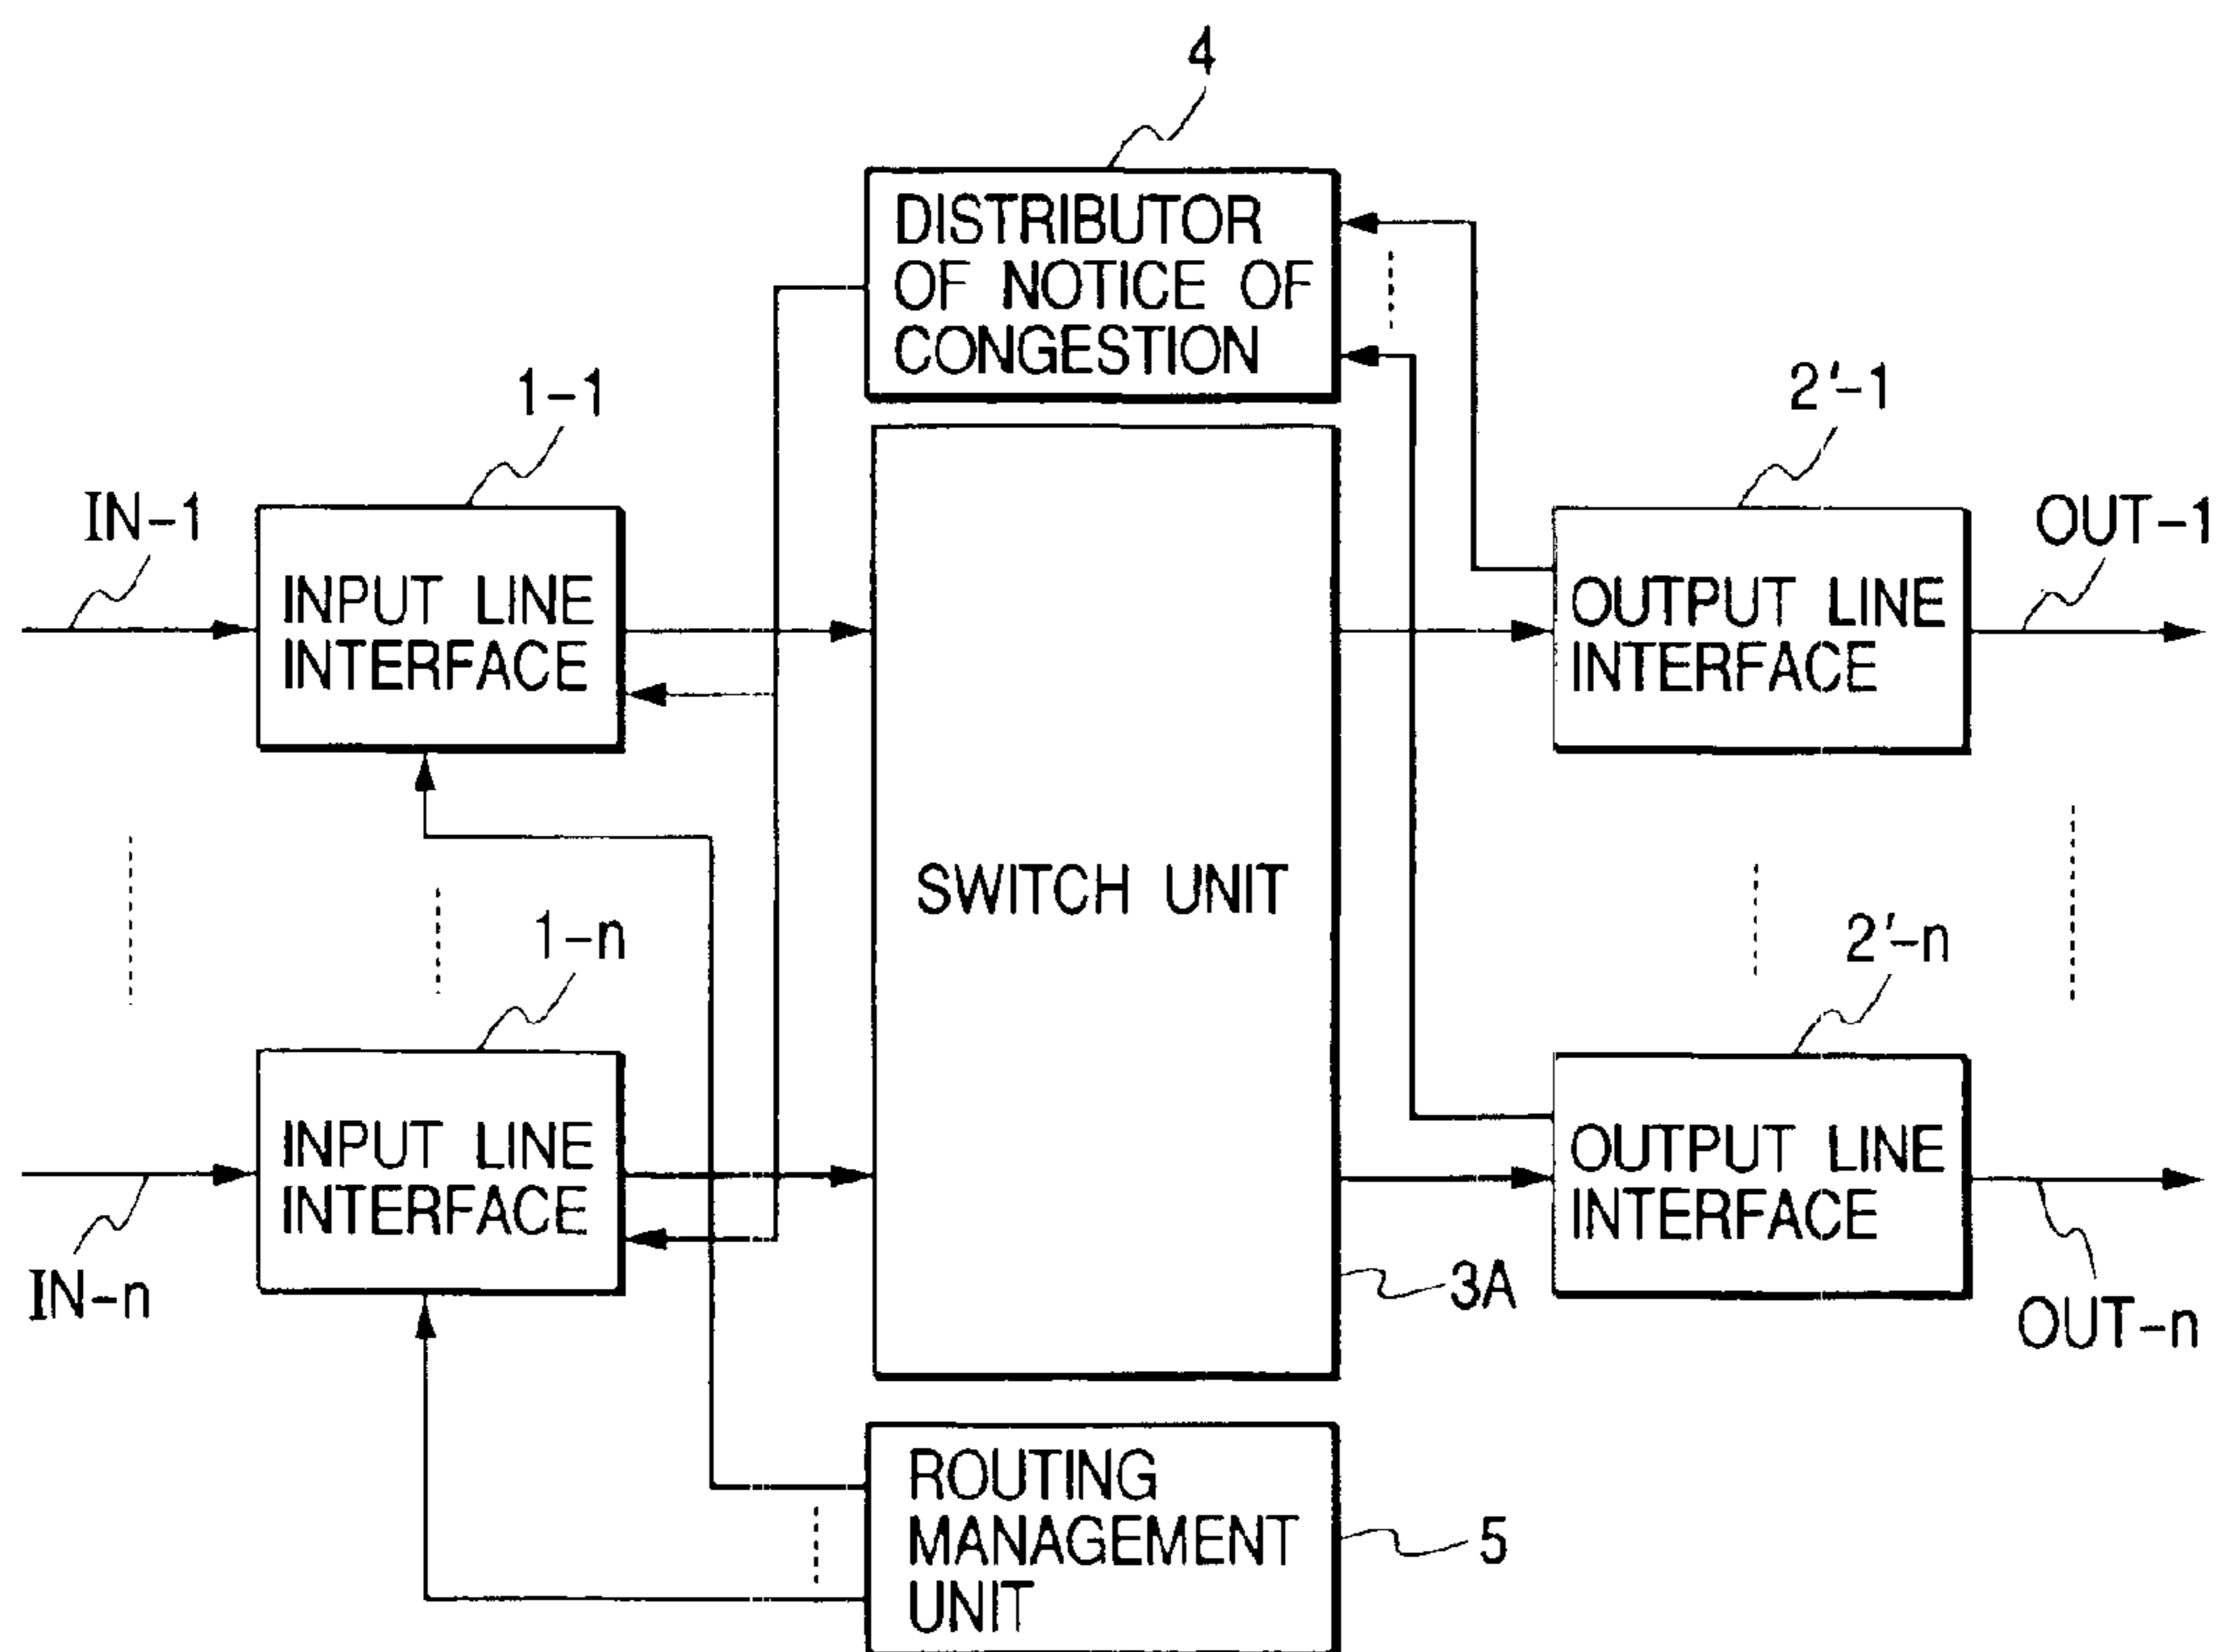 4
DISTRIBUTOR
OF NOTICE OF
CONGESTION
1-1
2'-1
IN-1
OUT-1
INPUT LINE
INTERFACE
OUTPUT LINE
INTERFACE
SWITCH UNIT
1-n
2'-n
INPUT LINE
INTERFACE
OUTPUT LINE
INTERFACE
IN-n
3A
OUT-n
ROUTING
MANAGEMENT
UNIT
5